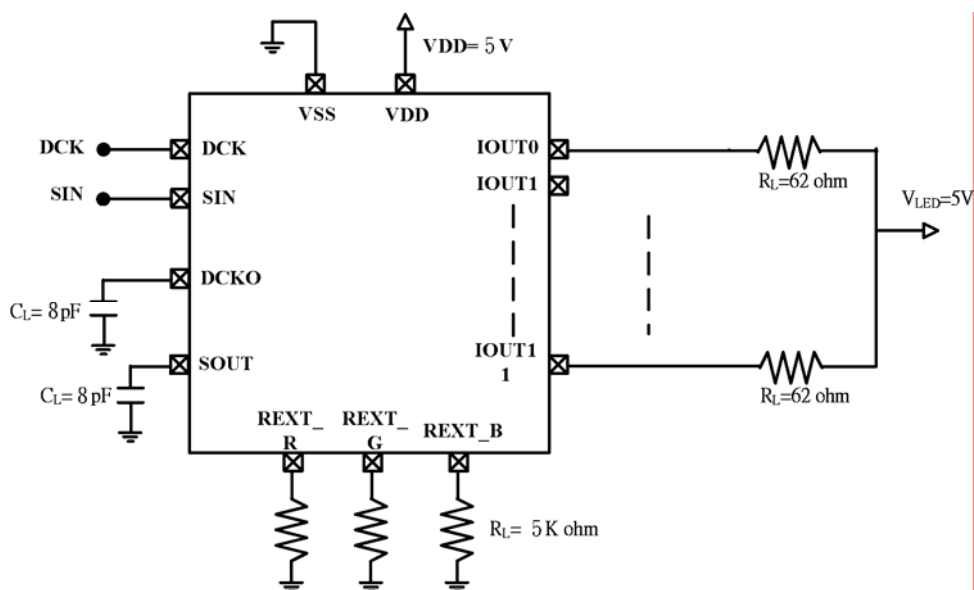 VDD= 5 V
VSS
VDD
DCK
DCK
IOUT0
RL=62 ohm
SIN
SIN
IOUT1
VLED=5V
DCKO
CL= 8 pF
SOUT
IOUT1
1
CL= 8 pF
RL=62 ohm
REXT_
R
REXT_
G
REXT_B
RL= 5 K ohm